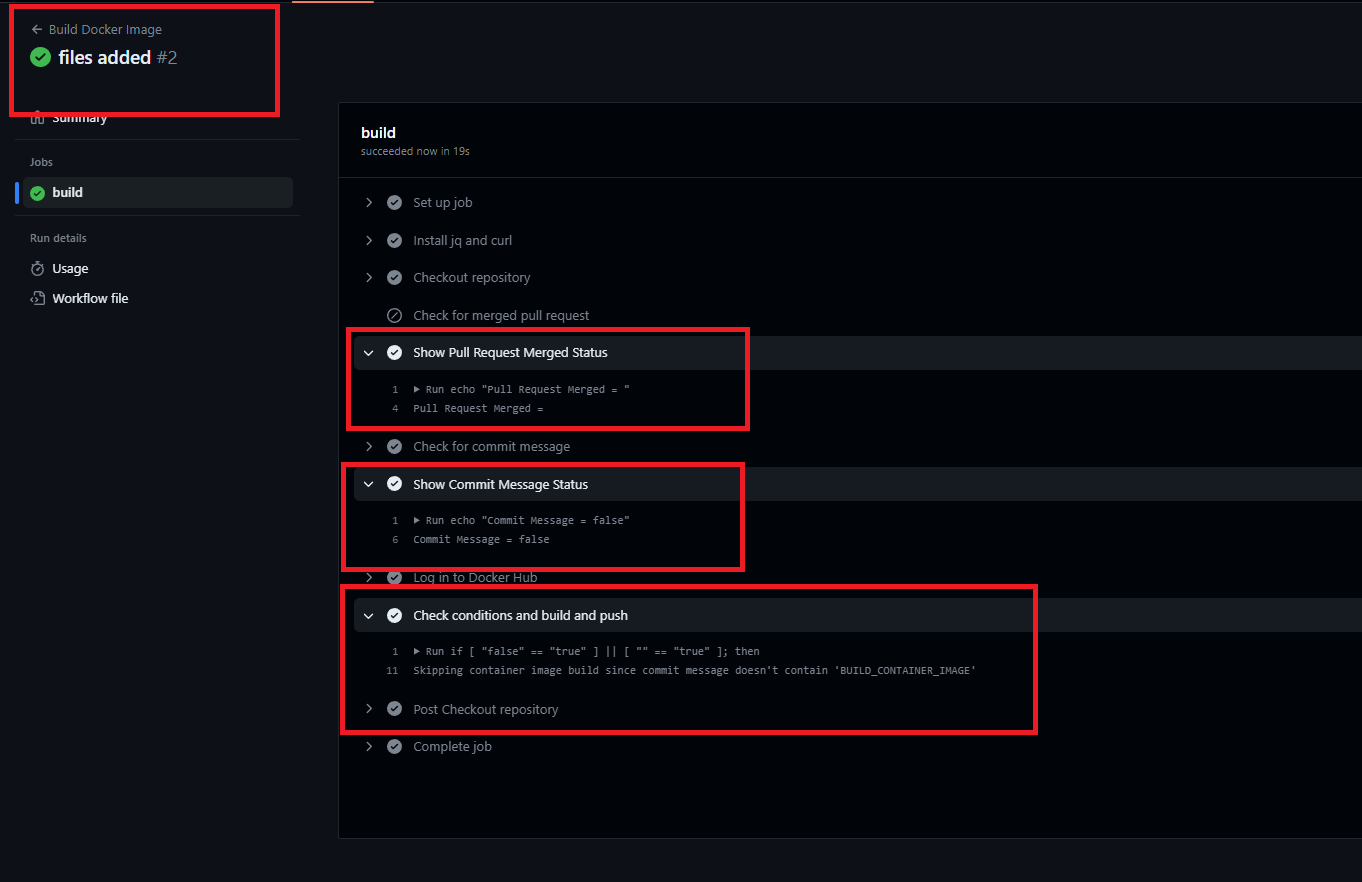 Build Docker Image
files added #2
Summary
Jobs
build
Run details
Usage
Workflow file
build
succeeded now in 19s
Set up job
Install jq and curl
Checkout repository
Check for merged pull request
Show Pull Request Merged Status
1 Run echo "Pull Request Merged = "
4 Pull Request Merged =
Check for commit message
Show Commit Message Status
1 Run echo "Commit Message = false"
6 Commit Message = false
Log in to Docker Hub
Check conditions and build and push
1 Run if [ "false" == "true" ] || [ "" == "true" ]; then
11 Skipping container image build since commit message doesn't contain 'BUILD_CONTAINER_IMAGE'
Post Checkout repository
Complete job